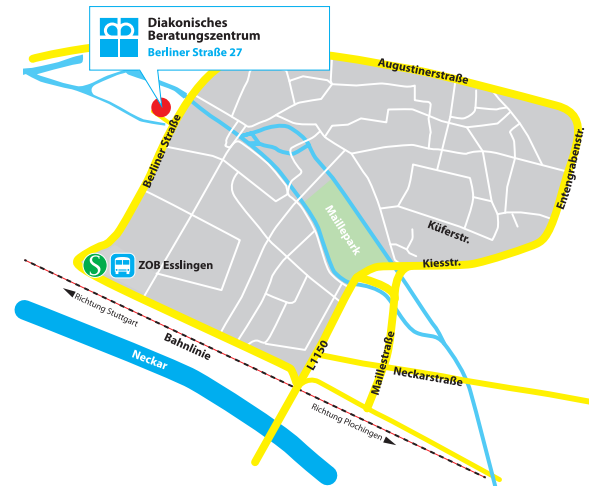 Diakonisches
Beratungszentrum
Berliner Straße 27
Augustinerstraße
Entengrabenstr.
Berliner Straße
Maillepark
Küferstr.
Kiesstr.
S
ZOB Esslingen
Richtung Stuttgart
Bahnlinie
Neckar
L1150
Maillestraße
Neckarstraße
Richtung Plochingen